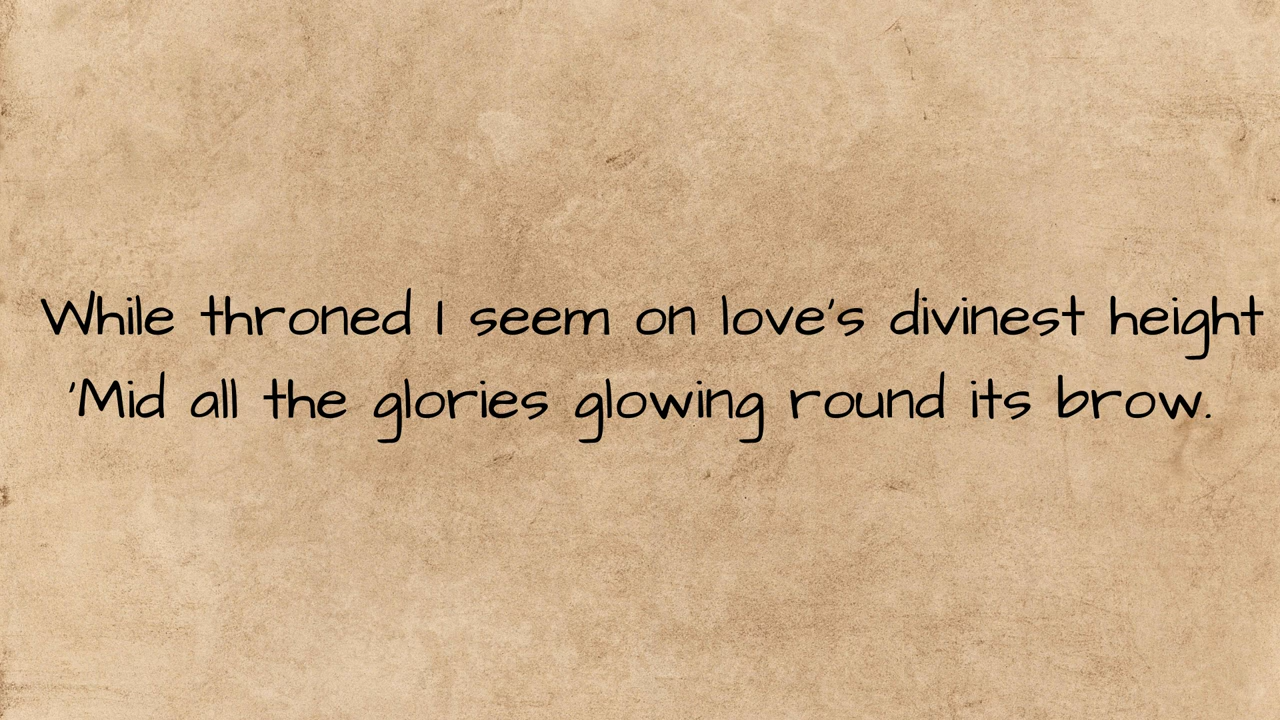 While throned I seem on love's divinest height
'Mid all the glories glowing round its brow.